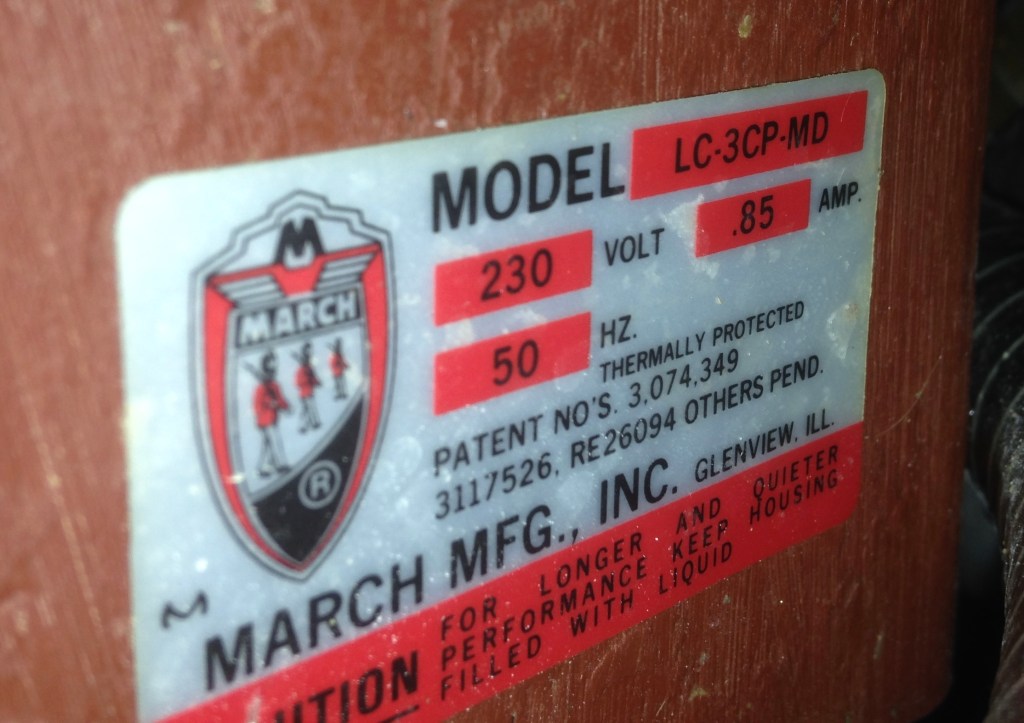 MODEL LC-3CP-MD
230 VOLT .85 AMP.
50 HZ.
THERMALLY PROTECTED
PATENT NO'S. 3,074,349
3117526, RE26094 OTHERS PEND.
MARCH MFG., INC. GLENVIEW, ILL.
M
MARCH
®
FOR LONGER AND QUIETER
PERFORMANCE KEEP HOUSING
FILLED WITH LIQUID